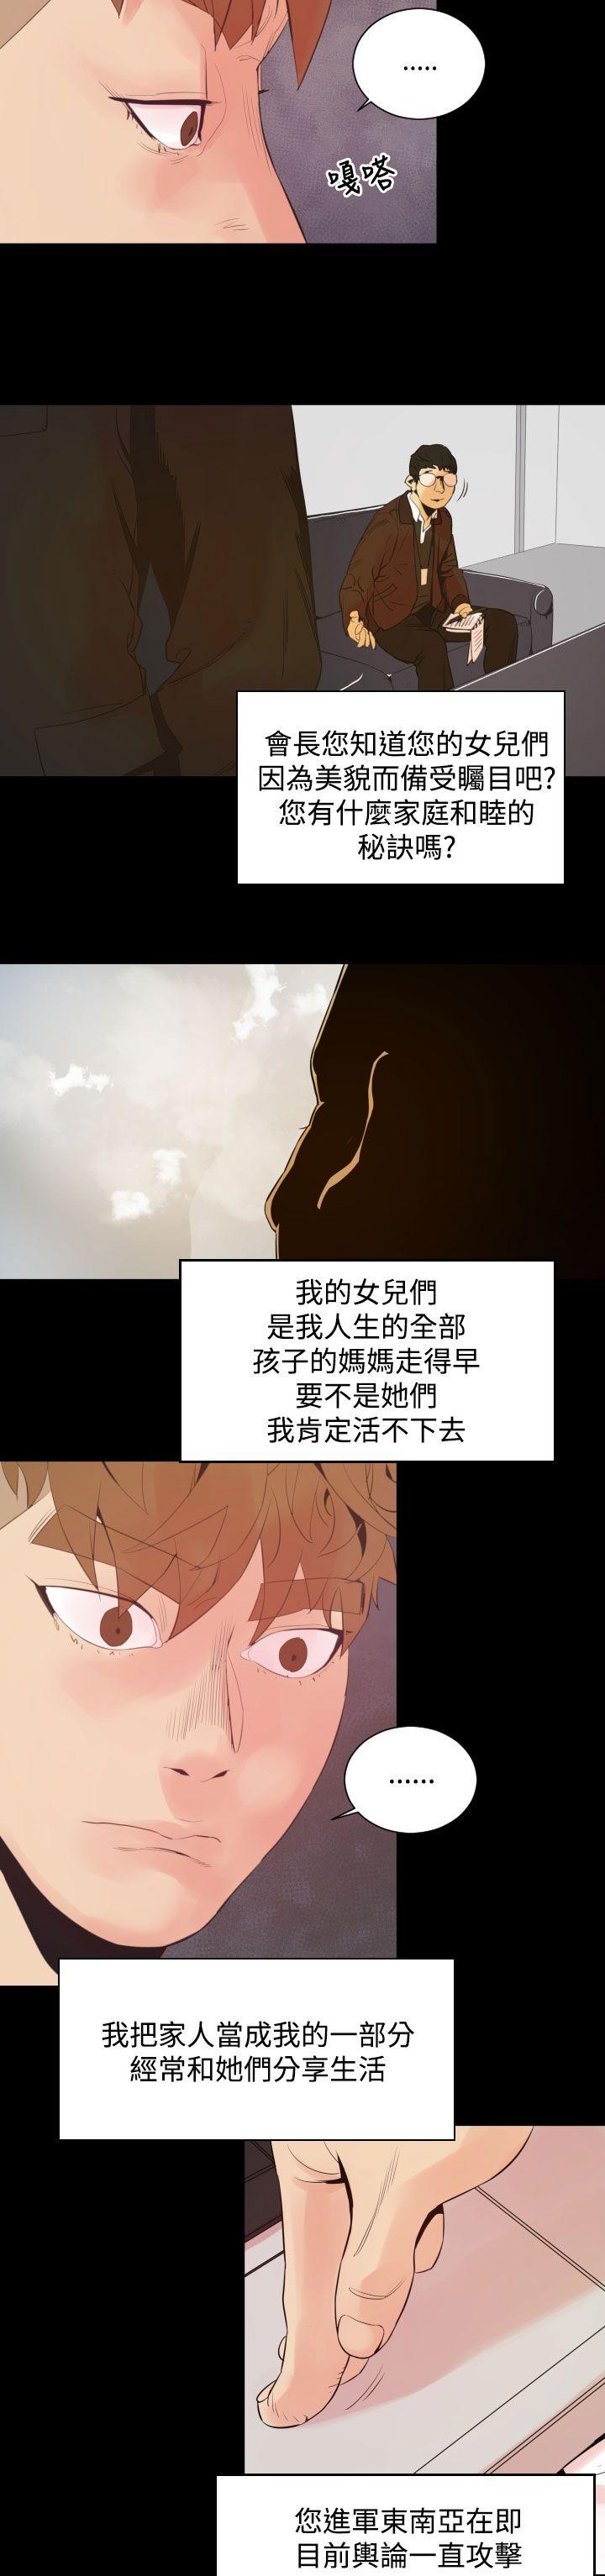 .....
嘎嗒
會長您知道您的女兒們
因為美貌而備受矚目吧?
您有什麼家庭和睦的
秘訣嗎?
我的女兒們
是我人生的全部
孩子的媽媽走得早
要不是她們
我肯定活不下去
......
我把家人當成我的一部分
經常和她們分享生活
您進軍東南亞在即
目前輿論一直攻擊